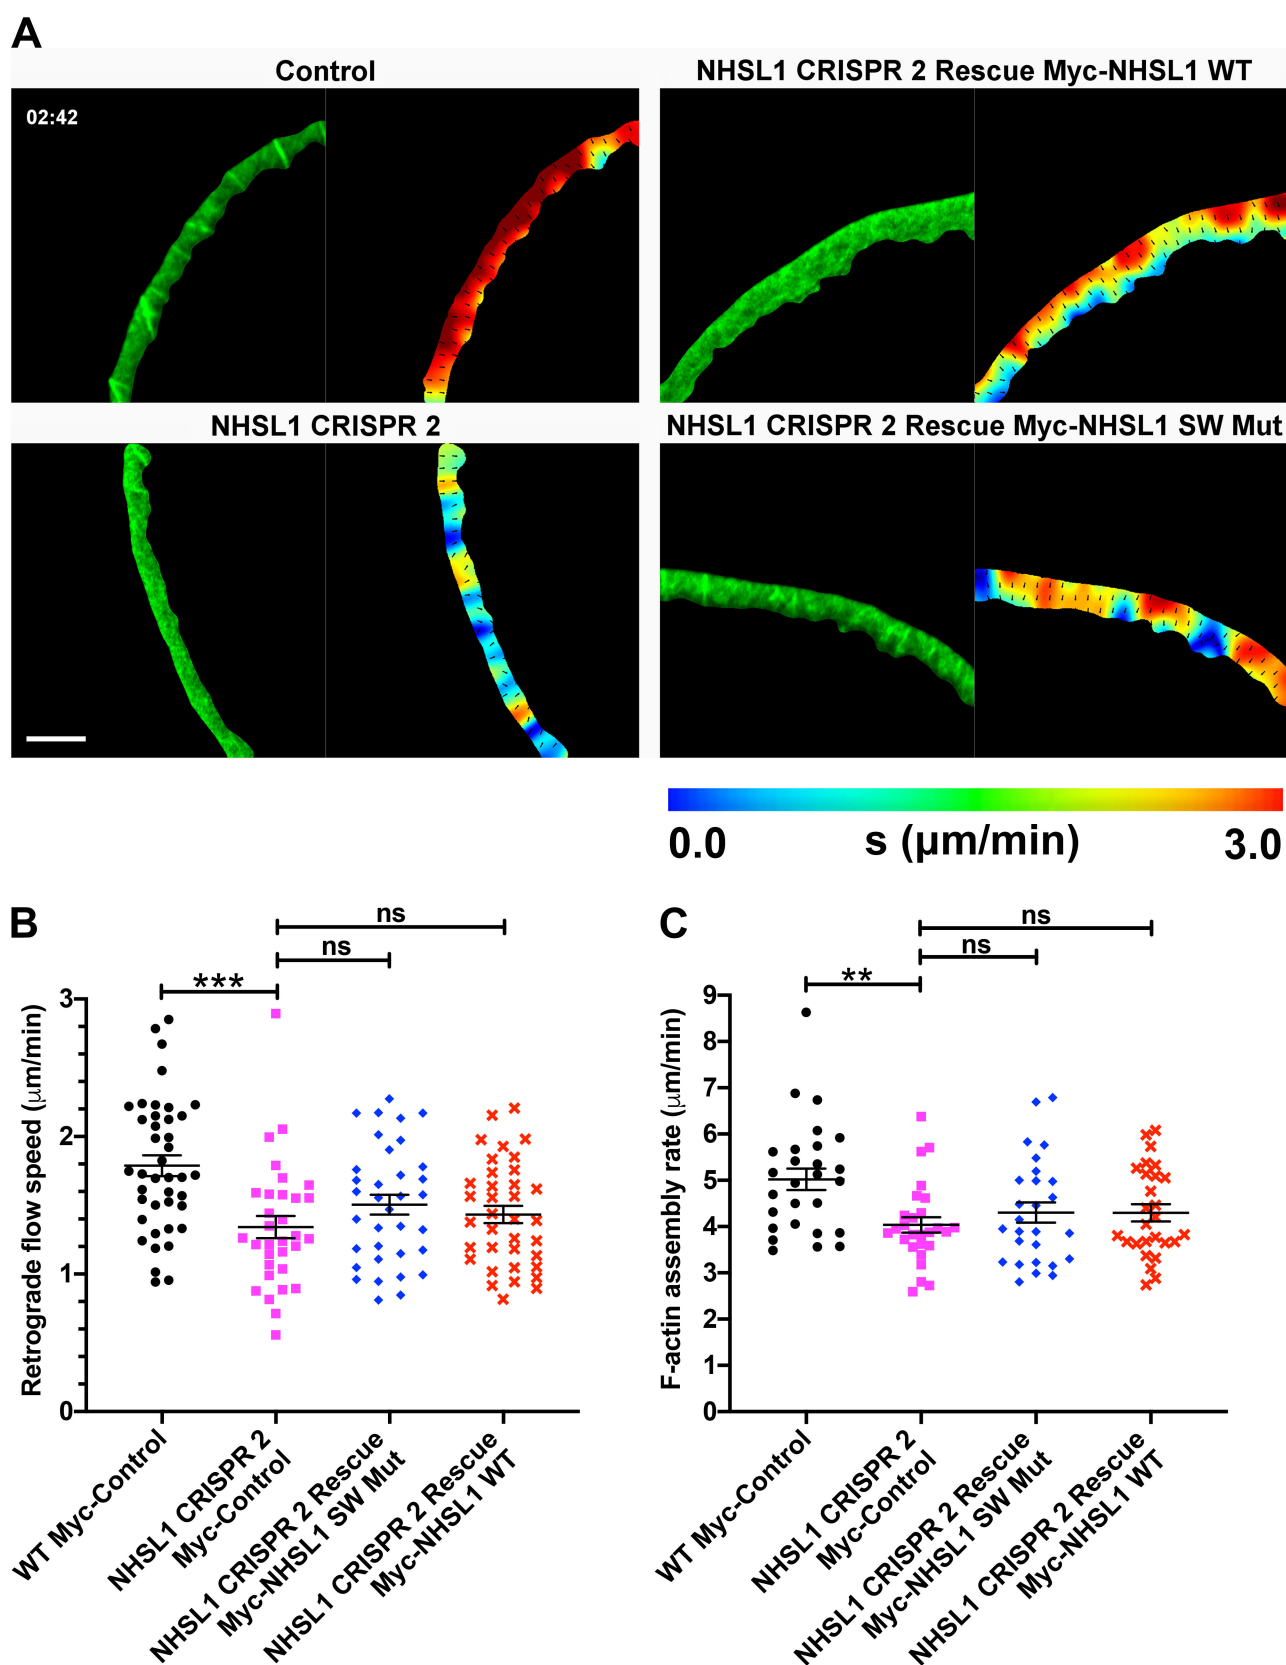 A
Control
NHSL1 CRISPR 2 Rescue Myc-NHSL1 WT
02:42
NHSL1 CRISPR 2
NHSL1 CRISPR 2 Rescue Myc-NHSL1 SW Mut
0.0 s (µm/min) 3.0
B
ns
ns
***
Retrograde flow speed (µm/min)
3
2
1
0
WT Myc-Control
NHSL1 CRISPR 2
Myc-Control
NHSL1 CRISPR 2 Rescue
Myc-NHSL1 SW Mut
NHSL1 CRISPR 2 Rescue
Myc-NHSL1 WT
C
ns
ns
**
F-actin assembly rate (µm/min)
9
8
7
6
5
4
3
2
1
0
WT Myc-Control
NHSL1 CRISPR 2
Myc-Control
NHSL1 CRISPR 2 Rescue
Myc-NHSL1 SW Mut
NHSL1 CRISPR 2 Rescue
Myc-NHSL1 WT